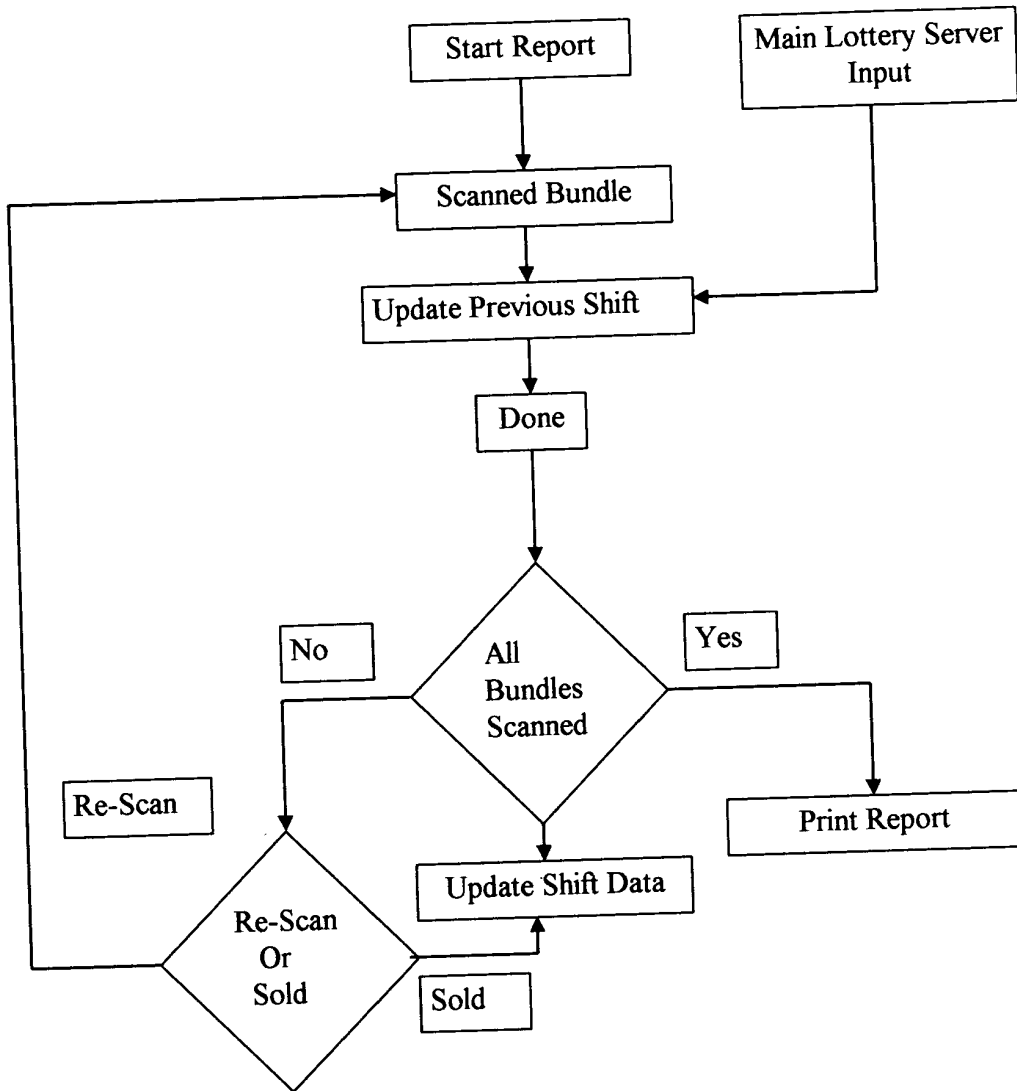 Start Report
Main Lottery Server
Input
Scanned Bundle
Update Previous Shift
Done
No
All
Bundles
Scanned
Yes
Re-Scan
Print Report
Update Shift Data
Re-Scan
Or
Sold
Sold